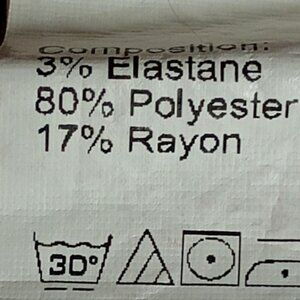 Composition:
3% Elastane
80% Polyester
17% Rayon
30°